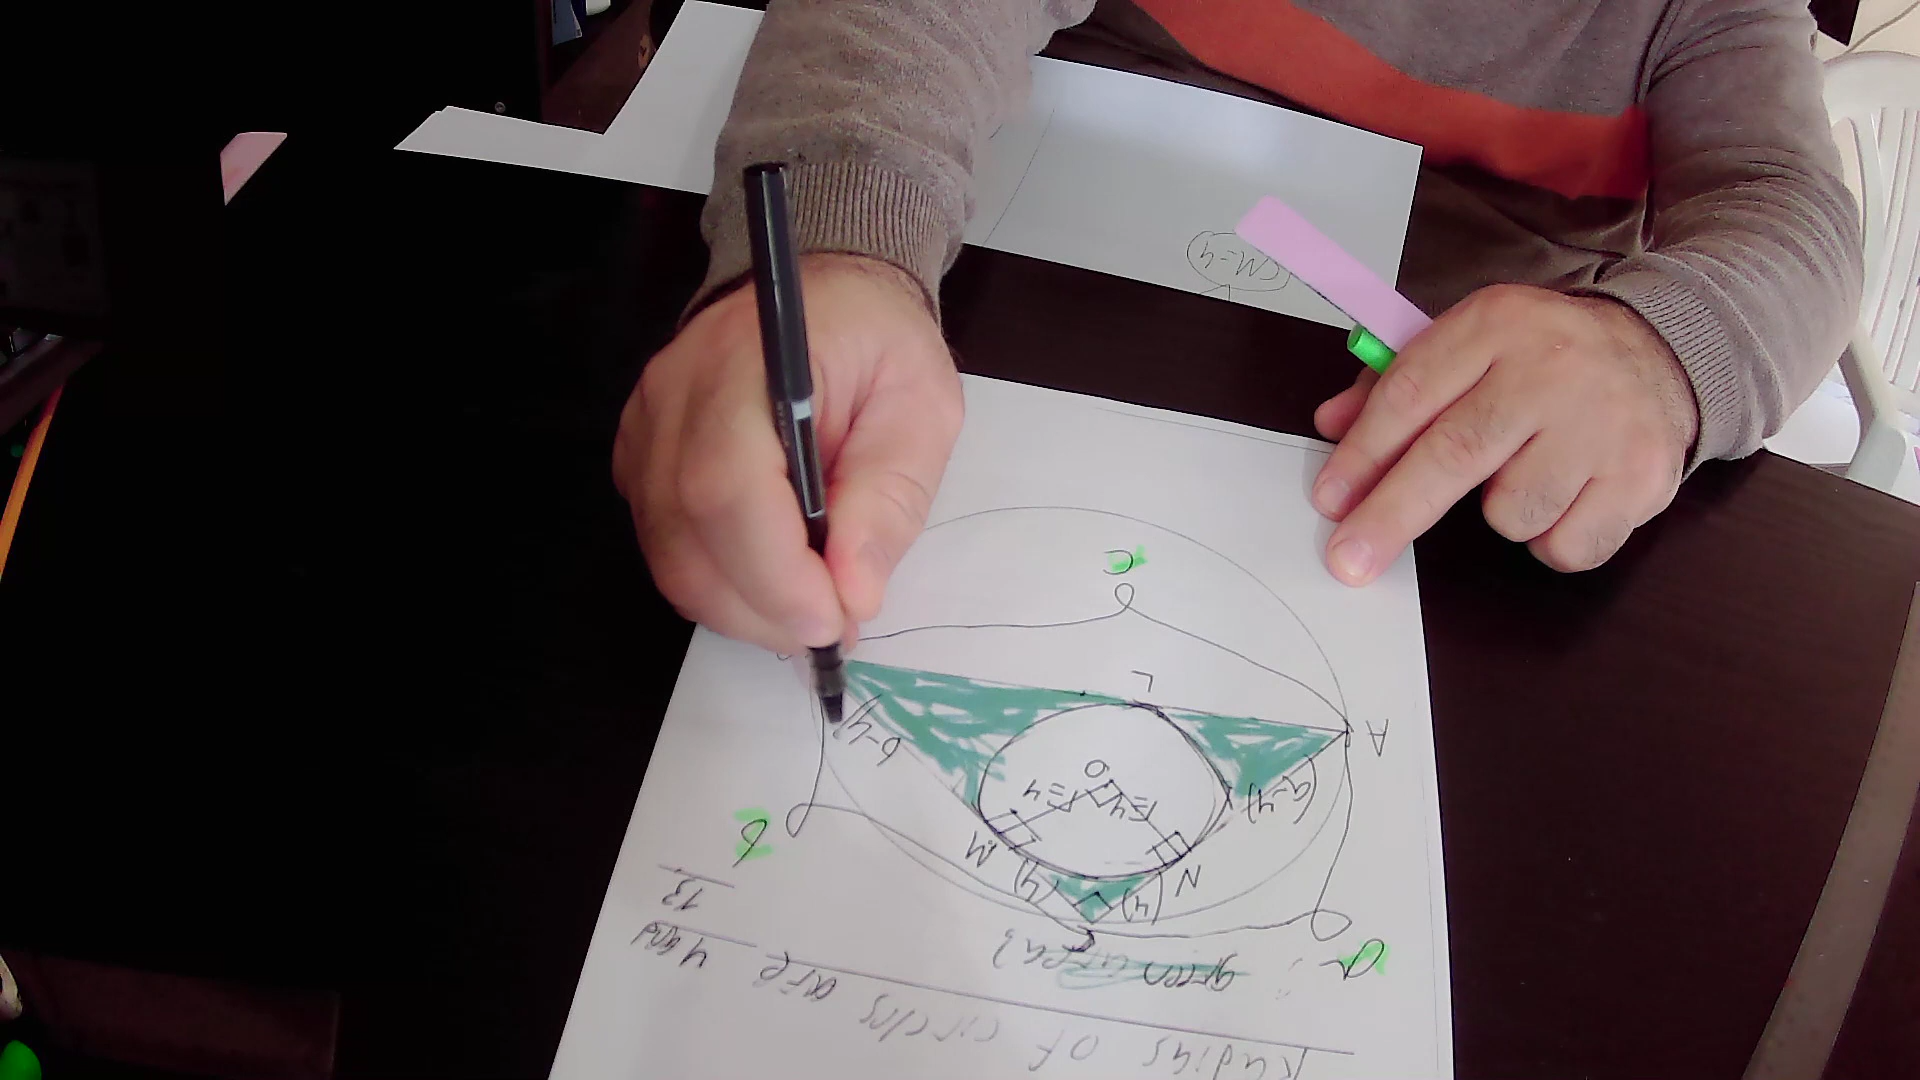 Radius of circles are 4 and 13
green area?
C
a
N
(4)
(4)
M
b
(a-4)
r=4
r=4
O
b-4)
A
L
c
CM=4